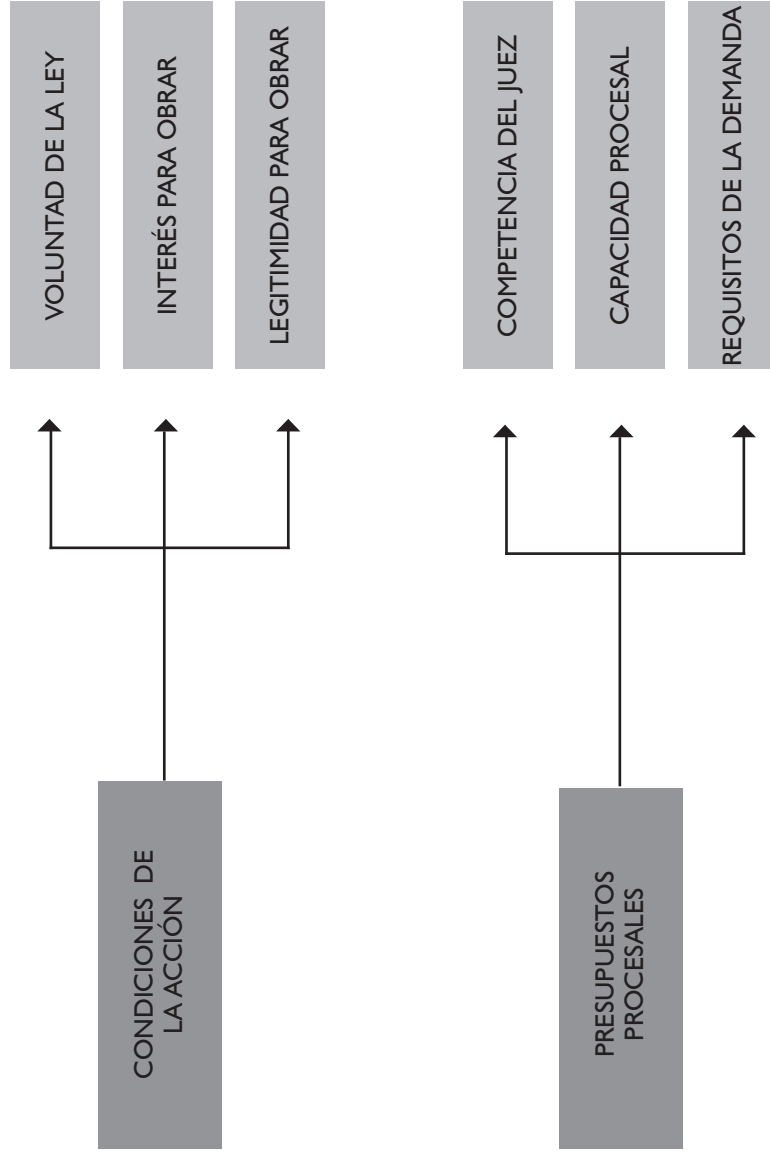 CONDICIONES DE
LA ACCIÓN
VOLUNTAD DE LA LEY
INTERÉS PARA OBRAR
LEGITIMIDAD PARA OBRAR
PRESUPUESTOS
PROCESALES
COMPETENCIA DEL JUEZ
CAPACIDAD PROCESAL
REQUISITOS DE LA DEMANDA